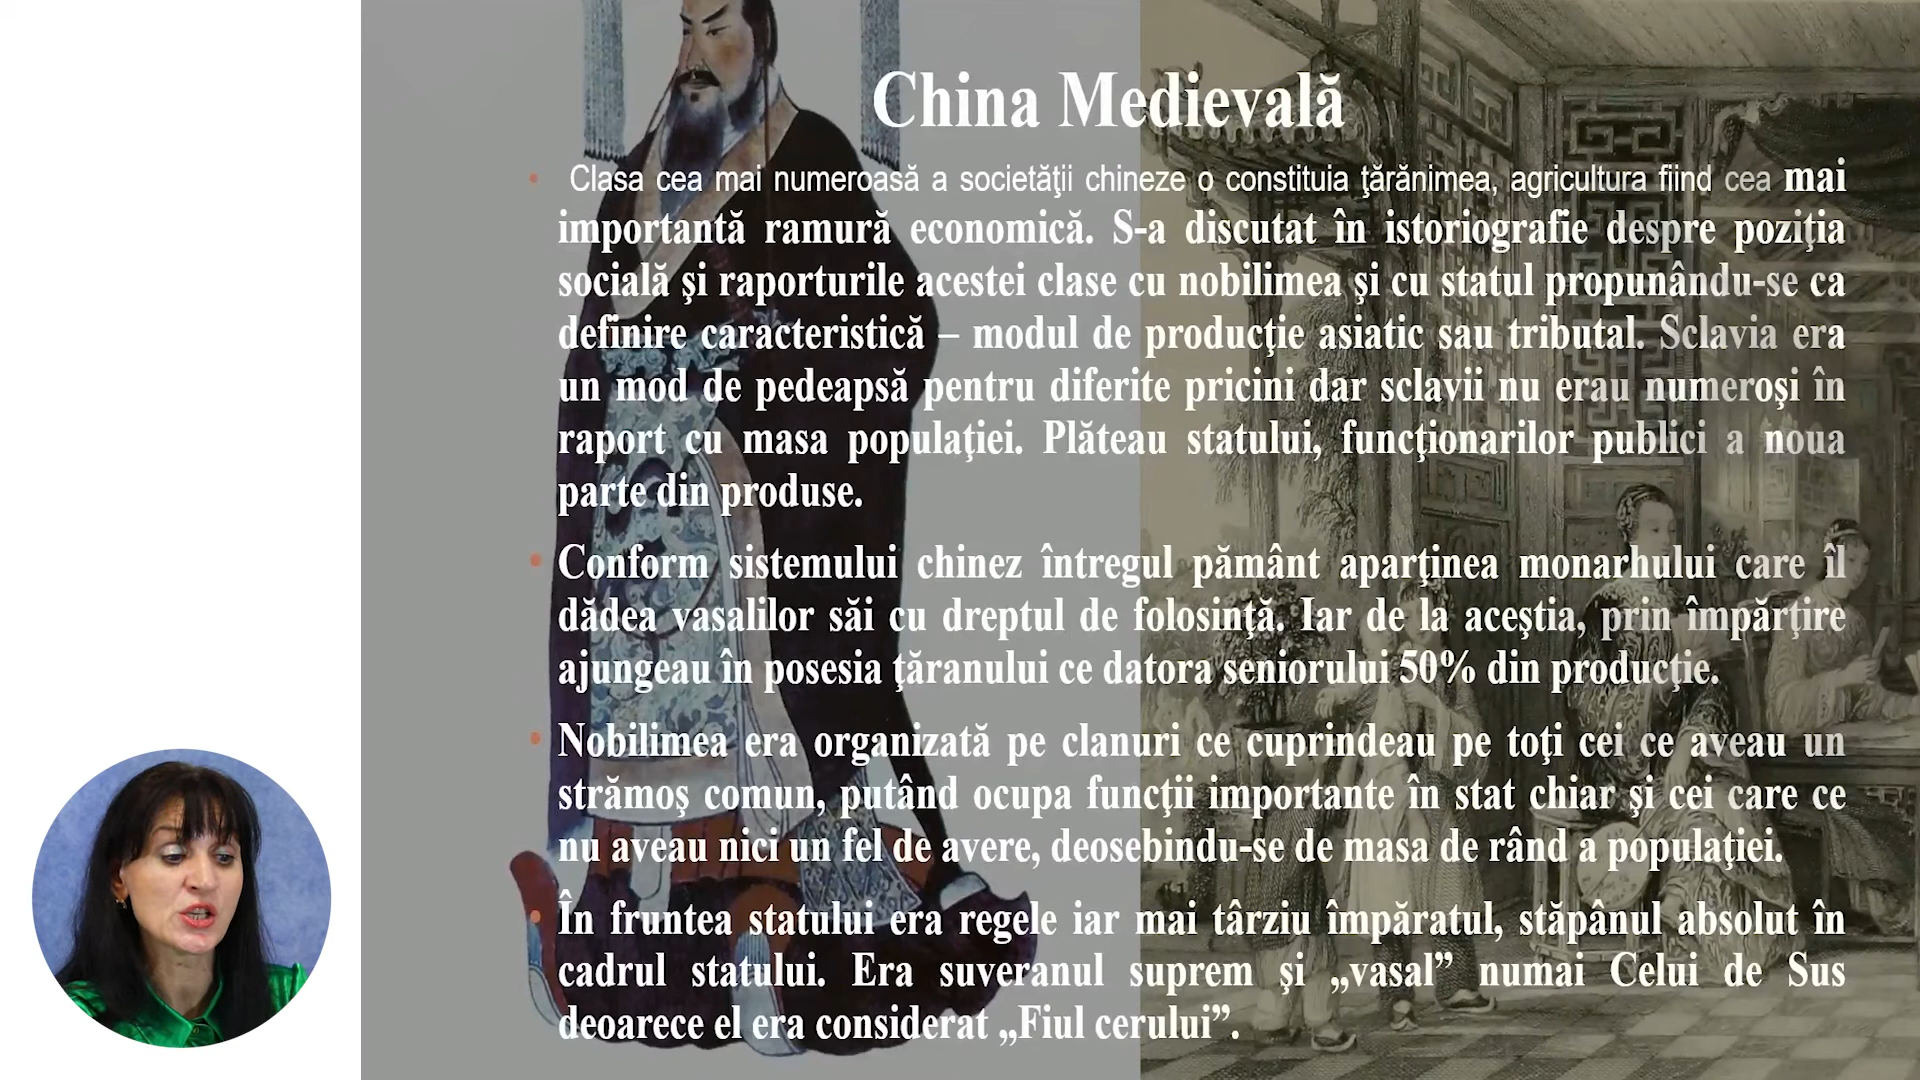 China Medievală
• Clasa cea mai numeroasă a societăţii chineze o constituia ţărănimea, agricultura fiind cea mai
importantă ramură economică. S-a discutat în istoriografie despre poziţia
socială şi raporturile acestei clase cu nobilimea şi cu statul propunându-se ca
definire caracteristică – modul de producţie asiatic sau tributal. Sclavia era
un mod de pedeapsă pentru diferite pricini dar sclavii nu erau numeroşi în
raport cu masa populaţiei. Plăteau statului, funcţionarilor publici a noua
parte din produse.
• Conform sistemului chinez întregul pământ aparţinea monarhului care îl
dădea vasalilor săi cu dreptul de folosinţă. Iar de la aceştia, prin împărţire
ajungeau în posesia ţăranului ce datora seniorului 50% din producţie.
• Nobilimea era organizată pe clanuri ce cuprindeau pe toţi cei ce aveau un
strămoş comun, putând ocupa funcţii importante în stat chiar şi cei care ce
nu aveau nici un fel de avere, deosebindu-se de masa de rând a populaţiei.
• În fruntea statului era regele iar mai târziu împăratul, stăpânul absolut în
cadrul statului. Era suveranul suprem şi „vasal” numai Celui de Sus
deoarece el era considerat „Fiul cerului”.